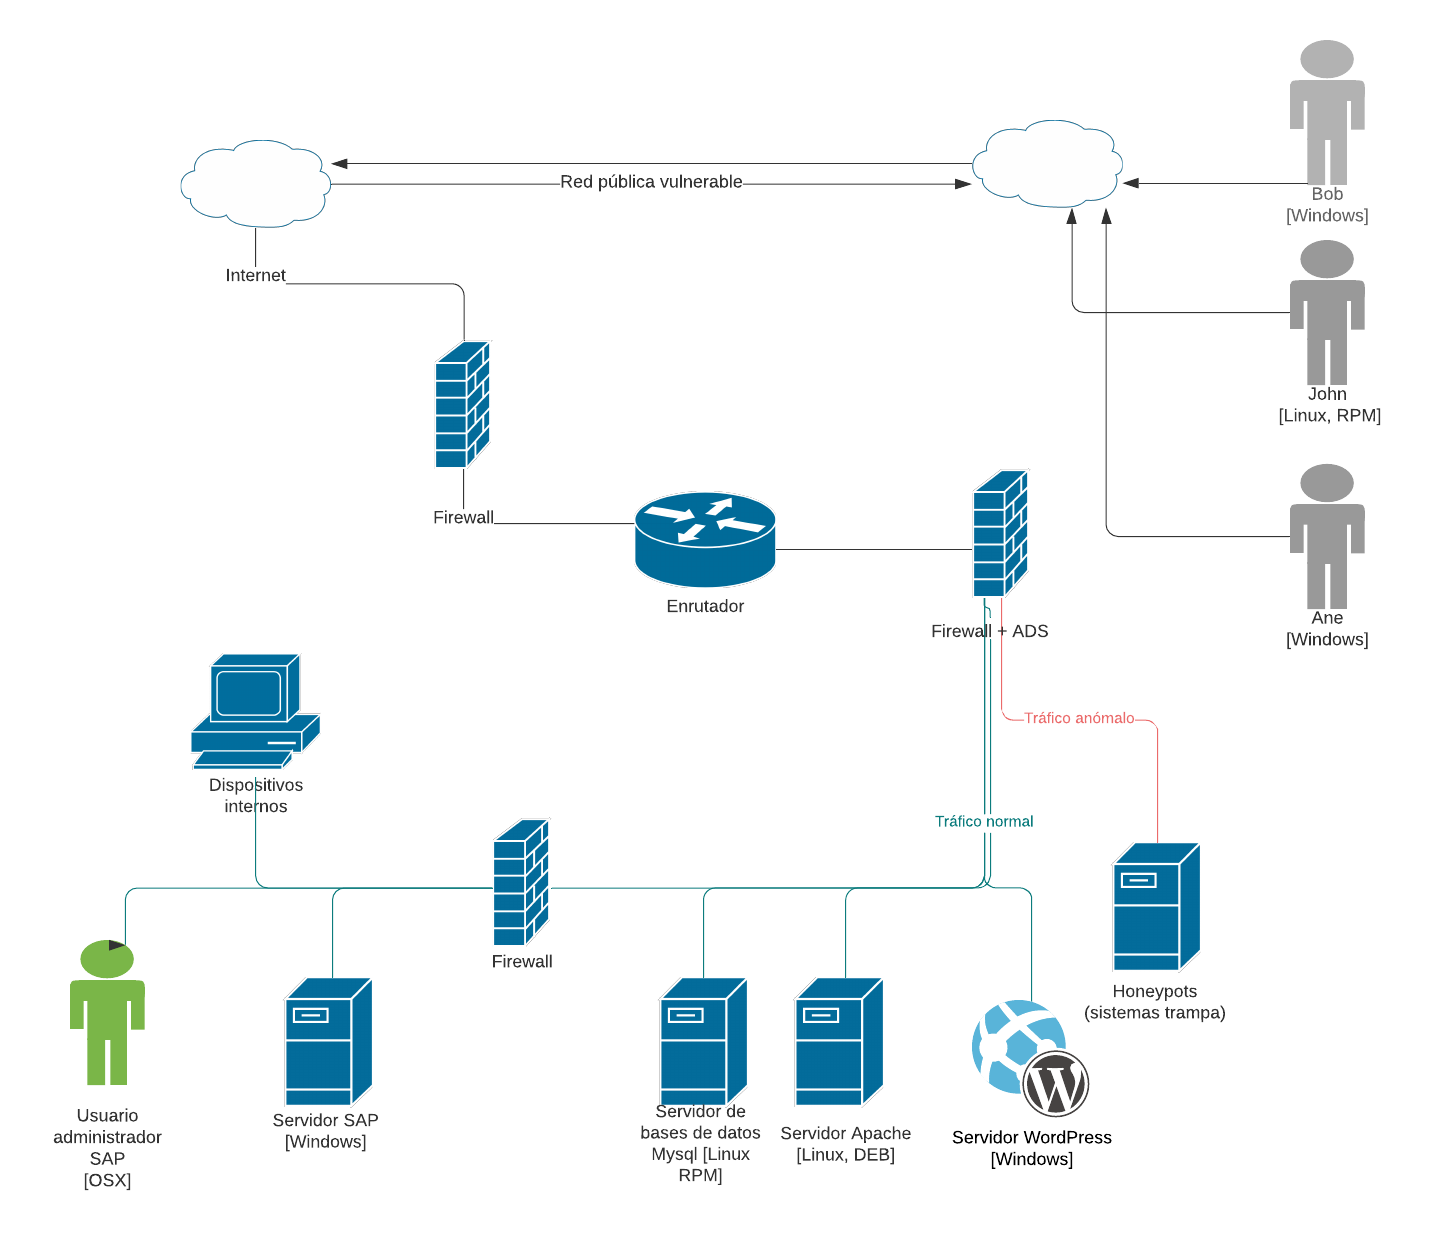 Bob
[Windows]
Red pública vulnerable
Internet
John
[Linux, RPM]
Firewall
Enrutador
Firewall + ADS
Ane
[Windows]
Tráfico anómalo
Dispositivos
internos
Tráfico normal
Firewall
Honeypots
(sistemas trampa)
Usuario
administrador
SAP
[OSX]
Servidor SAP
[Windows]
Servidor de
bases de datos
Mysql [Linux
RPM]
Servidor Apache
[Linux, DEB]
W
Servidor WordPress
[Windows]